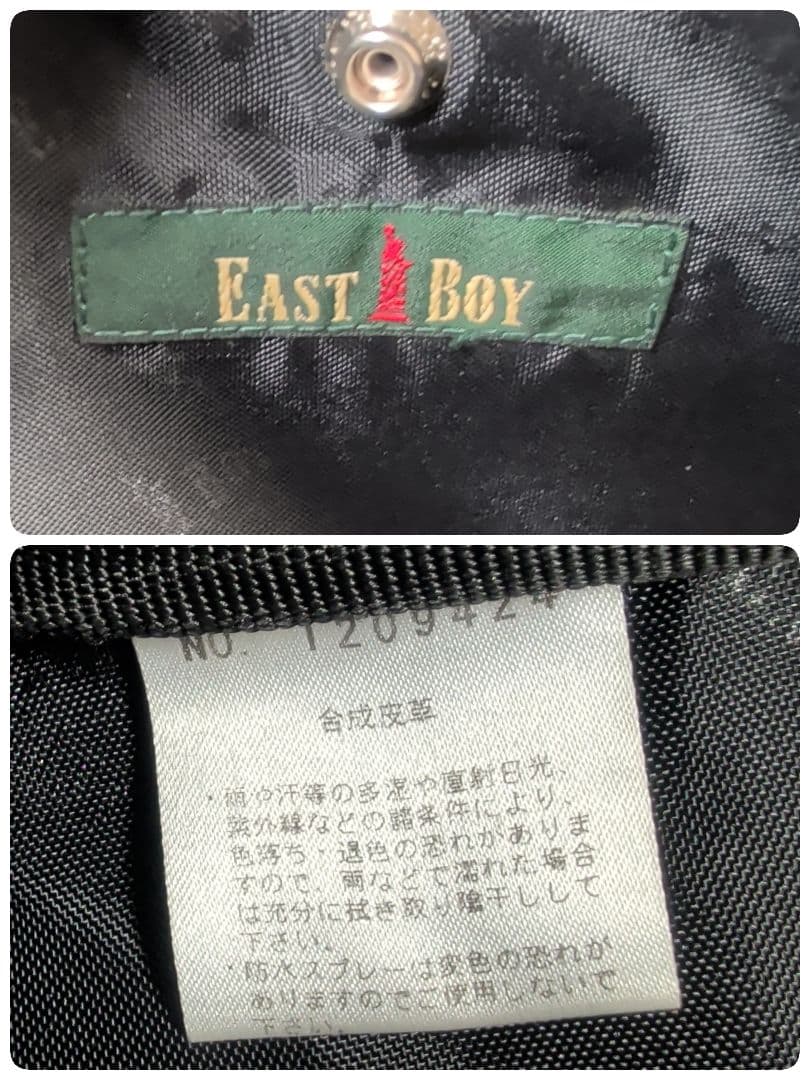 EAST BOY
NO. 1209424
合成皮革
・雨や汗等の多湿や直射日光、
紫外線などの諸条件により、
色落ち・退色の恐れがありま
すので、雨などで濡れた場合
は充分に拭き取り陰干しして
下さい。
・防水スプレーは変色の恐れが
ありますのでご使用しないで
下さい。